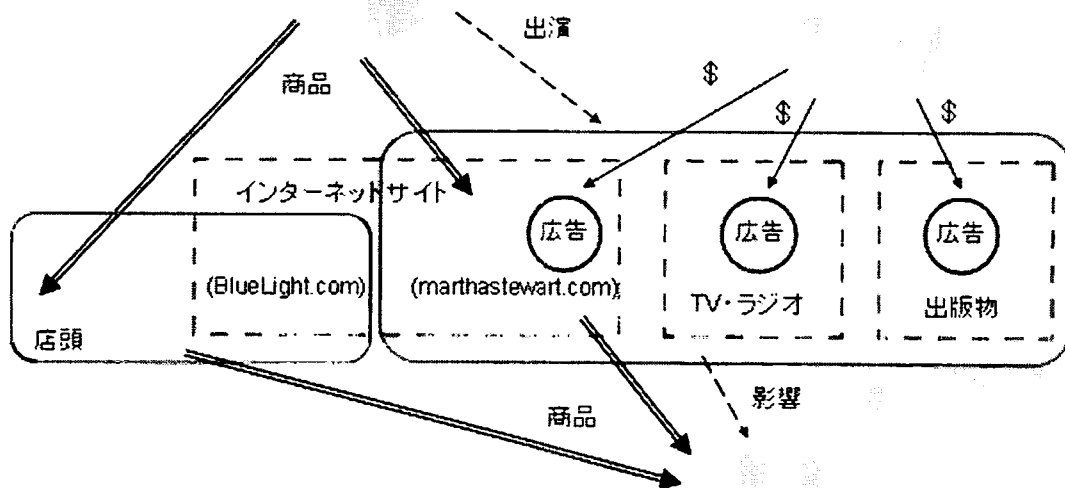 出演
商品
$
$
$
インターネットサイト
広告
広告
広告
(BlueLight.com)
(marthastewart.com)
TV・ラジオ
出版物
店頭
商品
影響